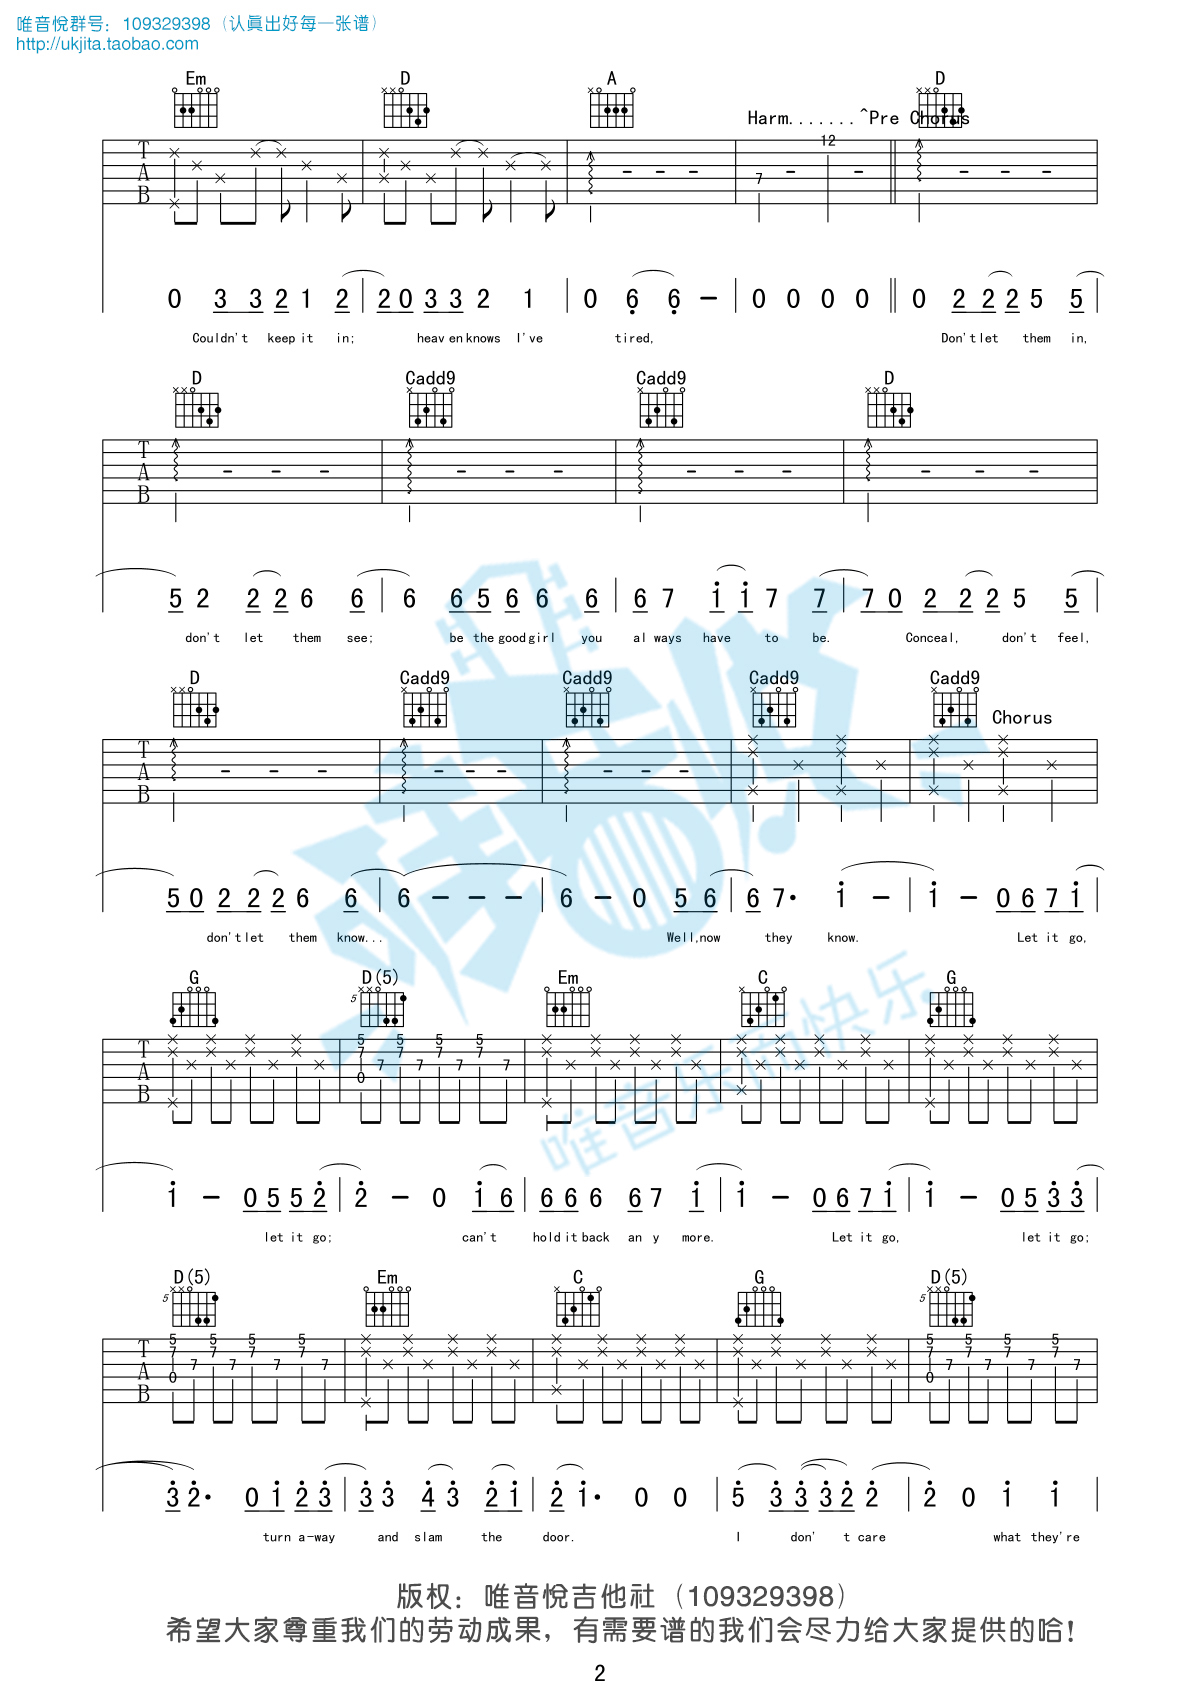 唯音悦群号：109329398（认真出好每一张谱）
http://ukjita.taobao.com
Em D A D
Harm.......^Pre Chorus
12
7
T
A
B
0 3 3 2 1 2 2 0 3 3 2 1 0 6 6 - 0 0 0 0 0 2 2 2 5 5
Couldn't keep it in; heaven knows I've tired, Don't let them in,
D Cadd9 Cadd9 D
T
A
B
5 2 2 2 6 6 6 6 5 6 6 6 6 7 i i 7 7 7 0 2 2 2 5 5
don't let them see; be the good girl you al ways have to be. Conceal, don't feel,
D Cadd9 Cadd9 Cadd9 Cadd9
Chorus
T
A
B
5 0 2 2 2 6 6 6 - - - 6 - 0 5 6 6 7 · i - i - 0 6 7 i
don't let them know... Well,now they know. Let it go,
G D(5) Em C G
5
5 5 5 5
7 7 7 7
7 7 7 7
0
T
A
B
i - 0 5 5 2 2 - 0 i 6 6 6 6 6 7 i i - 0 6 7 i i - 0 5 3 3
let it go; can't hold it back an y more. Let it go, let it go;
D(5) Em C G D(5)
5 5
5 5 5 5 5 5 5 5
7 7 7 7 7 7 7 7
7 7 7 7 7 7 7 7
0 0
T
A
B
3 2 · 0 i 2 3 3 3 4 3 2 i 2 i · 0 0 5 3 3 3 2 2 2 0 i i
turn a-way and slam the door. I don' t care what they're
唯音乐而快乐
版权：唯音悦吉他社（109329398）
希望大家尊重我们的劳动成果，有需要谱的我们会尽力给大家提供的哈！
2